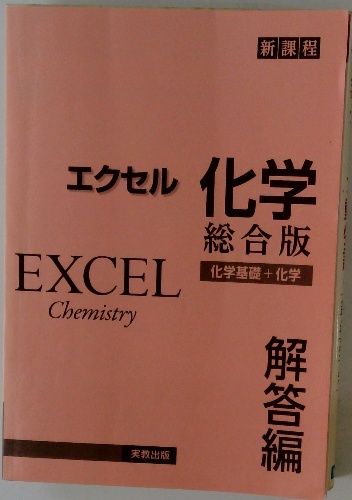 新課程
エクセル 化学
総合版
化学基礎+化学
EXCEL
Chemistry
解答編
実教出版